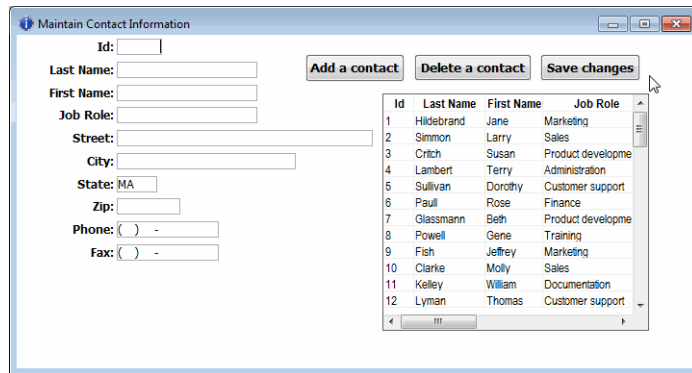 Maintain Contact Information
Id:
Last Name:
First Name:
Job Role:
Street:
City:
State: MA
Zip:
Phone: ( ) -
Fax: ( ) -
Add a contact Delete a contact Save changes
Id Last Name First Name Job Role
1 Hildebrand Jane Marketing
2 Simmon Larry Sales
3 Critch Susan Product developme
4 Lambert Terry Administration
5 Sullivan Dorothy Customer support
6 Paull Rose Finance
7 Glassmann Beth Product developme
8 Powell Gene Training
9 Fish Jeffrey Marketing
10 Clarke Molly Sales
11 Kelley William Documentation
12 Lyman Thomas Customer support